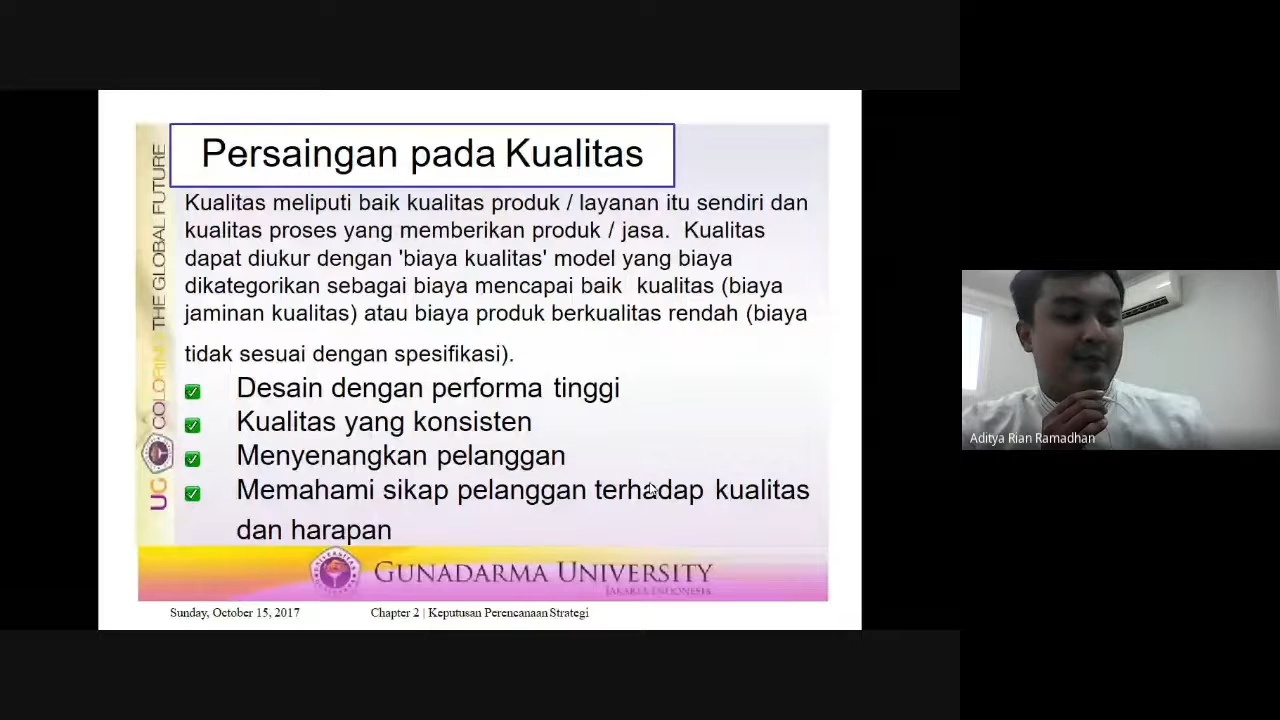 Persaingan pada Kualitas
Kualitas meliputi baik kualitas produk / layanan itu sendiri dan
kualitas proses yang memberikan produk / jasa. Kualitas
dapat diukur dengan 'biaya kualitas' model yang biaya
dikategorikan sebagai biaya mencapai baik kualitas (biaya
jaminan kualitas) atau biaya produk berkualitas rendah (biaya
tidak sesuai dengan spesifikasi).
Desain dengan performa tinggi
Kualitas yang konsisten
Menyenangkan pelanggan
Memahami sikap pelanggan terhadap kualitas
dan harapan
UG COLORING THE GLOBAL FUTURE
GUNADARMA UNIVERSITY
JAKARTA INDONESIA
Sunday, October 15, 2017
Chapter 2 | Keputusan Perencanaan Strategi
Aditya Rian Ramadhan